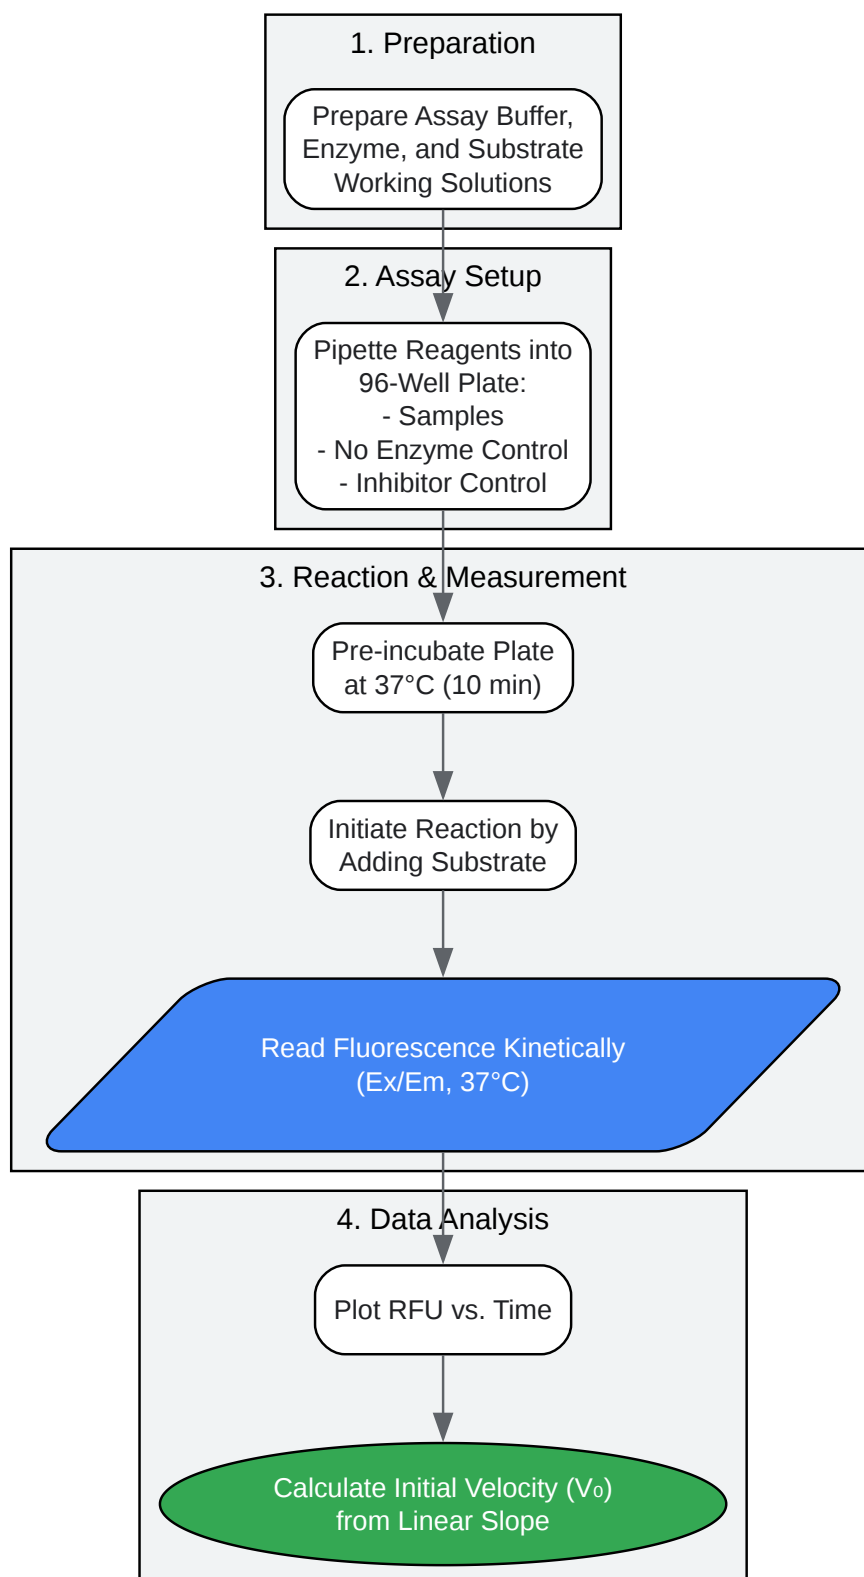 1. Preparation
Prepare Assay Buffer,
Enzyme, and Substrate
Working Solutions
2. Assay Setup
Pipette Reagents into
96-Well Plate:
- Samples
- No Enzyme Control
- Inhibitor Control
3. Reaction & Measurement
Pre-incubate Plate
at 37°C (10 min)
Initiate Reaction by
Adding Substrate
Read Fluorescence Kinetically
(Ex/Em, 37°C)
4. Data Analysis
Plot RFU vs. Time
Calculate Initial Velocity (V₀)
from Linear Slope